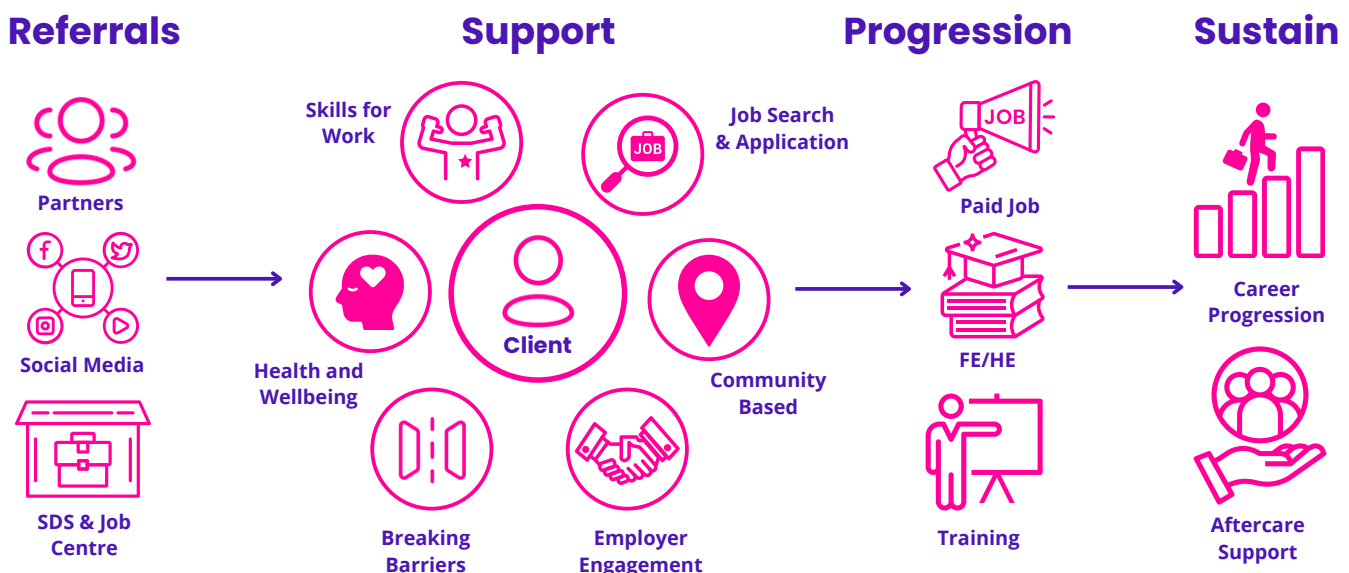 Referrals
Partners
Social Media
SDS & Job
Centre
Support
Skills for
Work
JOB
Job Search
& Application
Health and
Wellbeing
Client
Community
Based
Breaking
Barriers
Employer
Engagement
Progression
JOB
Paid Job
FE/HE
Training
Sustain
Career
Progression
Aftercare
Support